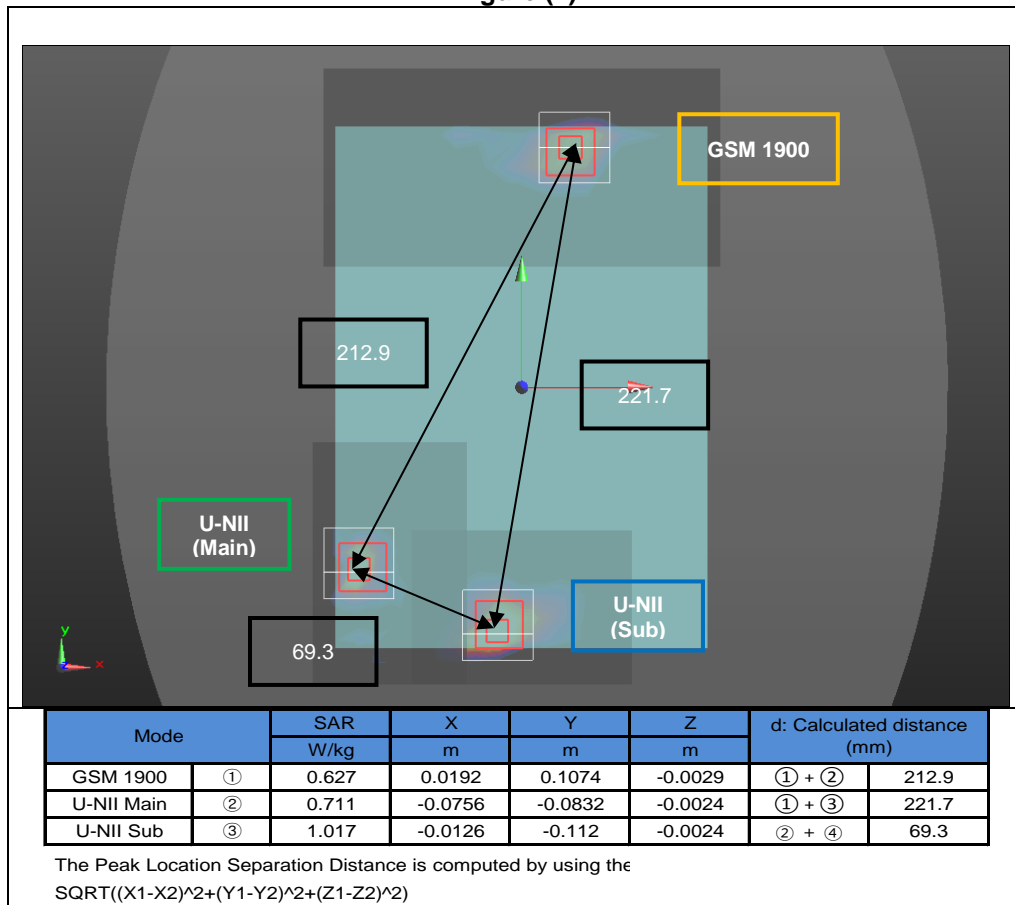 GSM 1900
212.9
221.7
U-NII
(Main)
U-NII
(Sub)
69.3
y
x
z
Mode SAR X Y Z d: Calculated distance
W/kg m m m (mm)
GSM 1900 ① 0.627 0.0192 0.1074 -0.0029 ① + ② 212.9
U-NII Main ② 0.711 -0.0756 -0.0832 -0.0024 ① + ③ 221.7
U-NII Sub ③ 1.017 -0.0126 -0.112 -0.0024 ② + ④ 69.3
The Peak Location Separation Distance is computed by using the
SQRT((X1-X2)^2+(Y1-Y2)^2+(Z1-Z2)^2)